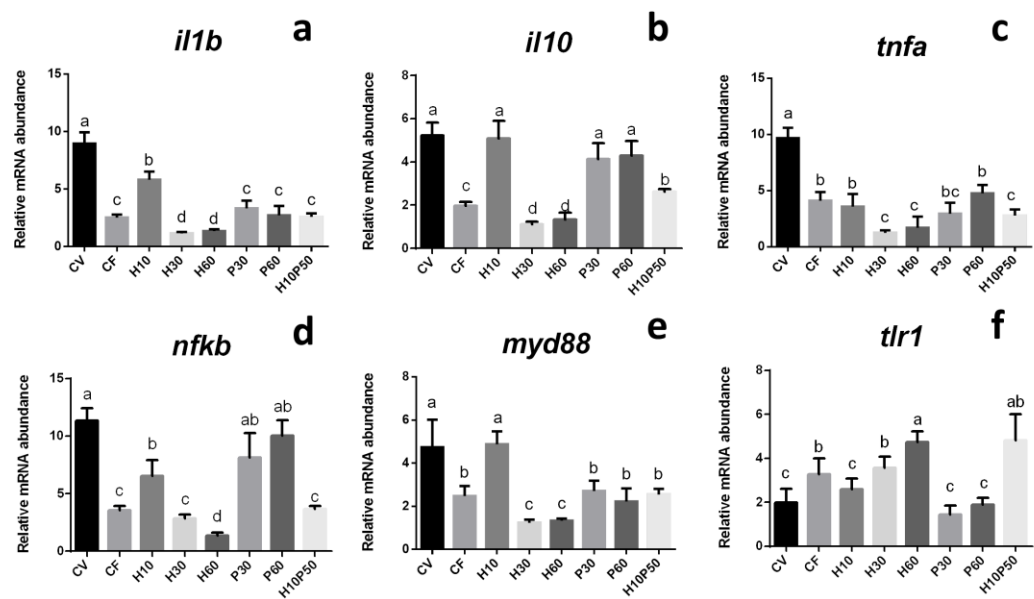 il1b a
Relative mRNA abundance
15
10
5
0
a
c
b
d
d
c
c
c
CV
CF
H10
H30
H60
P30
P60
H10P50
il10 b
Relative mRNA abundance
8
6
4
2
0
a
c
a
d
d
a
a
b
CV
CF
H10
H30
H60
P30
P60
H10P50
tnfa c
Relative mRNA abundance
15
10
5
0
a
b
b
c
c
bc
b
c
CV
CF
H10
H30
H60
P30
P60
H10P50
nfkb d
Relative mRNA abundance
15
10
5
0
a
c
b
c
d
ab
ab
c
CV
CF
H10
H30
H60
P30
P60
H10P50
myd88 e
Relative mRNA abundance
8
6
4
2
0
a
b
a
c
c
b
b
b
CV
CF
H10
H30
H60
P30
P60
H10P50
tlr1 f
Relative mRNA abundance
8
6
4
2
0
c
b
c
b
a
c
c
ab
CV
CF
H10
H30
H60
P30
P60
H10P50